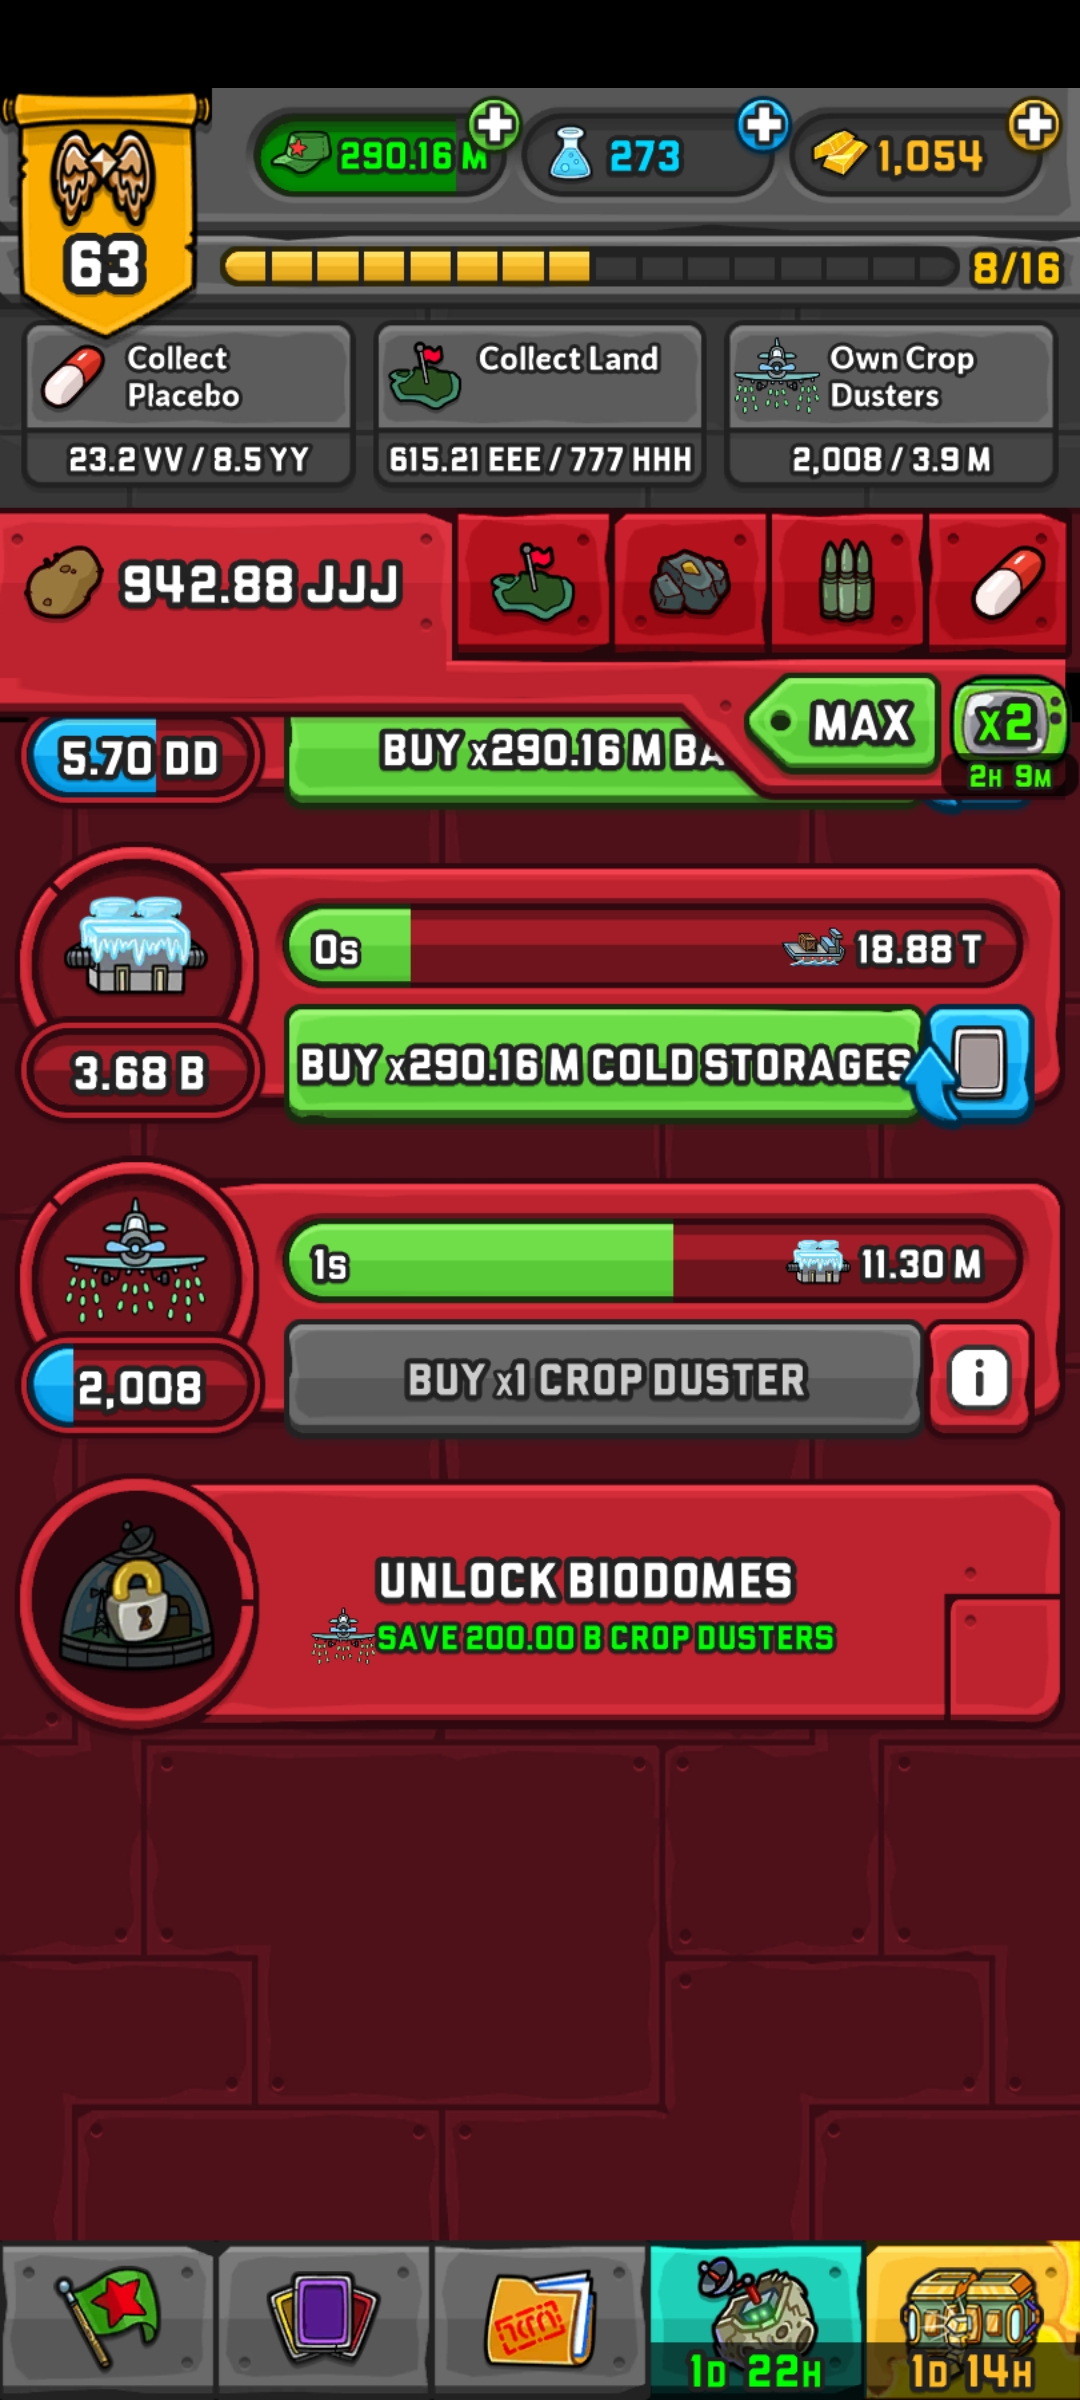 290.16 M
273
1,054
63
8/16
Collect
Placebo
Collect Land
Own Crop
Dusters
23.2 VV / 8.5 YY
615.21 EEE / 777 HHH
2,008 / 3.9 M
942.88 JJJ
MAX
x2
2H 9M
5.70 DD
BUY x290.16 M BA
0s
18.88 T
3.68 B
BUY x290.16 M COLD STORAGES
1s
11.30 M
2,008
BUY x1 CROP DUSTER
i
UNLOCK BIODOMES
SAVE 200.00 B CROP DUSTERS
1D 22H
1D 14H